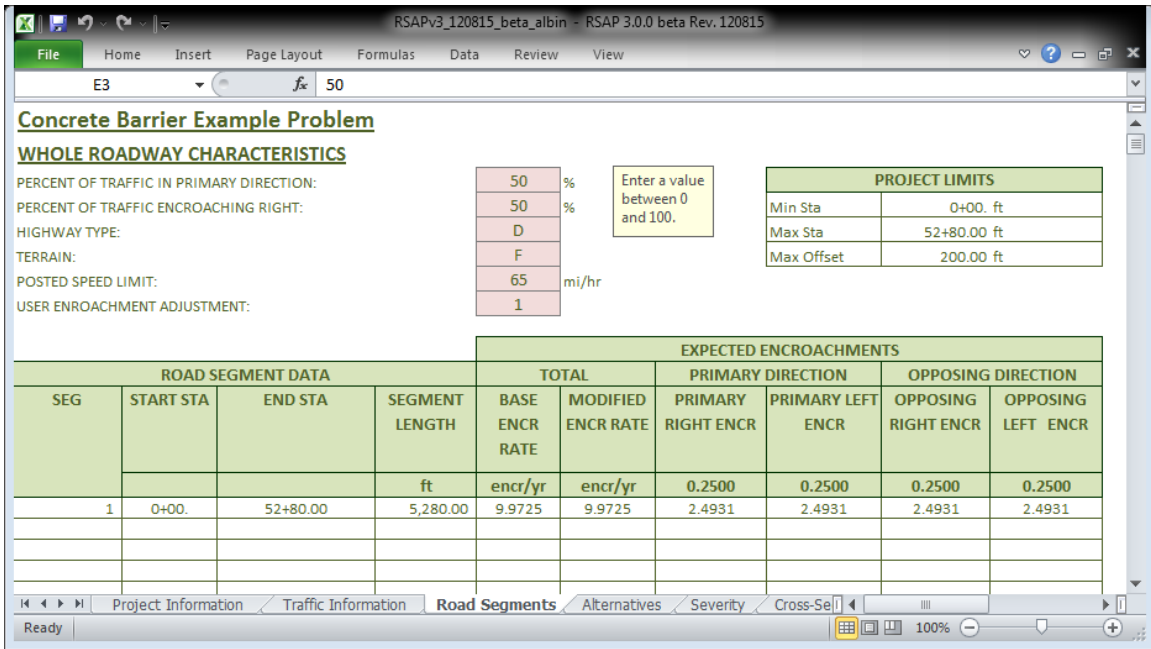 RSAPv3_120815_beta_albin - RSAP 3.0.0 beta Rev. 120815
File Home Insert Page Layout Formulas Data Review View
E3 fx 50
Concrete Barrier Example Problem
WHOLE ROADWAY CHARACTERISTICS
PERCENT OF TRAFFIC IN PRIMARY DIRECTION: 50 %
PERCENT OF TRAFFIC ENCROACHING RIGHT: 50 %
HIGHWAY TYPE: D
TERRAIN: F
POSTED SPEED LIMIT: 65 mi/hr
USER ENROACHMENT ADJUSTMENT: 1
Enter a value
between 0
and 100.
PROJECT LIMITS
Min Sta 0+00. ft
Max Sta 52+80.00 ft
Max Offset 200.00 ft
EXPECTED ENCROACHMENTS
ROAD SEGMENT DATA TOTAL PRIMARY DIRECTION OPPOSING DIRECTION
SEG START STA END STA SEGMENT BASE MODIFIED PRIMARY PRIMARY LEFT OPPOSING OPPOSING
LENGTH ENCR ENCR RATE RIGHT ENCR ENCR RIGHT ENCR LEFT ENCR
RATE
ft encr/yr encr/yr 0.2500 0.2500 0.2500 0.2500
1 0+00. 52+80.00 5,280.00 9.9725 9.9725 2.4931 2.4931 2.4931 2.4931
Project Information Traffic Information Road Segments Alternatives Severity Cross-Se
Ready 100%